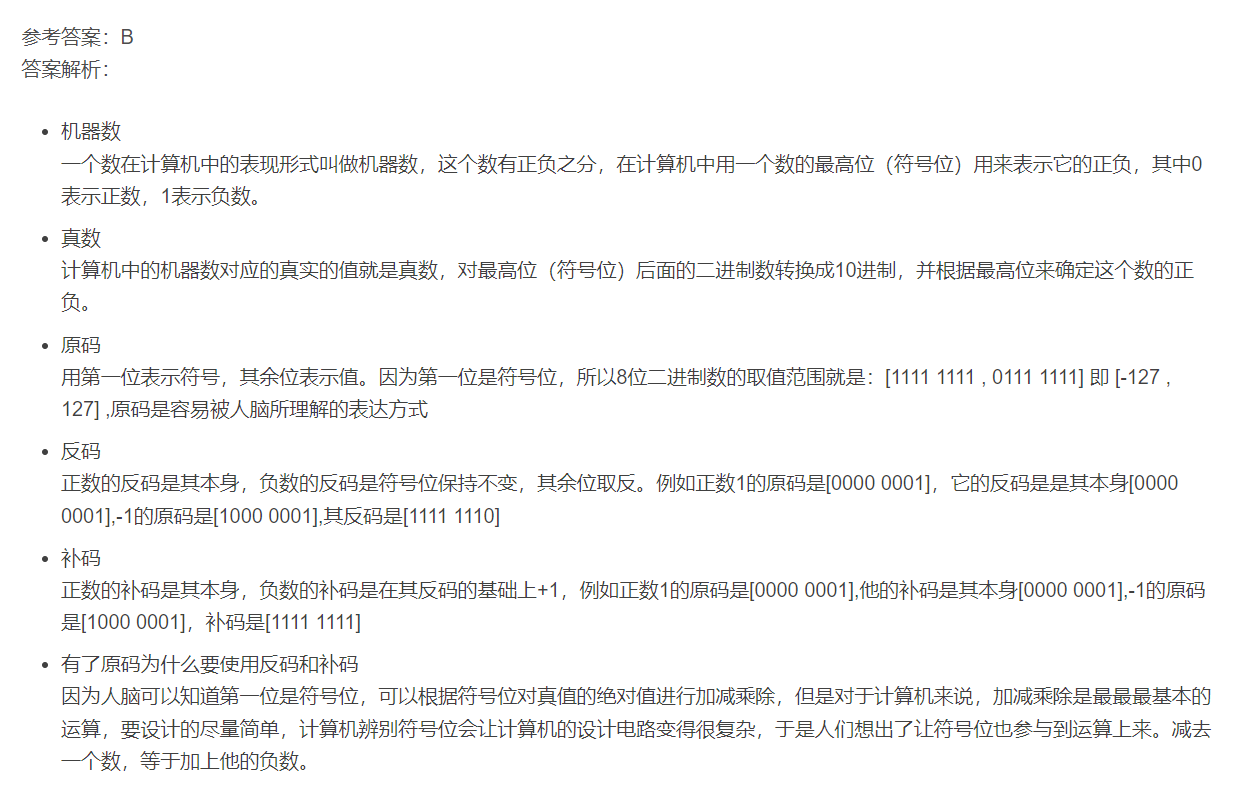 参考答案：B
答案解析：
机器数
一个数在计算机中的表现形式叫做机器数，这个数有正负之分，在计算机中用一个数的最高位（符号位）用来表示它的正负，其中0
表示正数，1表示负数。
真数
计算机中的机器数对应的真实的值就是真数，对最高位（符号位）后面的二进制数转换成10进制，并根据最高位来确定这个数的正
负。
原码
用第一位表示符号，其余位表示值。因为第一位是符号位，所以8位二进制数的取值范围就是：[1111 1111 , 0111 1111] 即 [-127 ,
127] ,原码是容易被人脑所理解的表达方式
反码
正数的反码是其本身，负数的反码是符号位保持不变，其余位取反。例如正数1的原码是[0000 0001]，它的反码是是其本身[0000
0001],-1的原码是[1000 0001],其反码是[1111 1110]
补码
正数的补码是其本身，负数的补码是在其反码的基础上+1，例如正数1的原码是[0000 0001],他的补码是其本身[0000 0001],-1的原码
是[1000 0001]，补码是[1111 1111]
有了原码为什么要使用反码和补码
因为人脑可以知道第一位是符号位，可以根据符号位对真值的绝对值进行加减乘除，但是对于计算机来说，加减乘除是最最最基本的
运算，要设计的尽量简单，计算机辨别符号位会让计算机的设计电路变得很复杂，于是人们想出了让符号位也参与到运算上来。减去
一个数，等于加上他的负数。